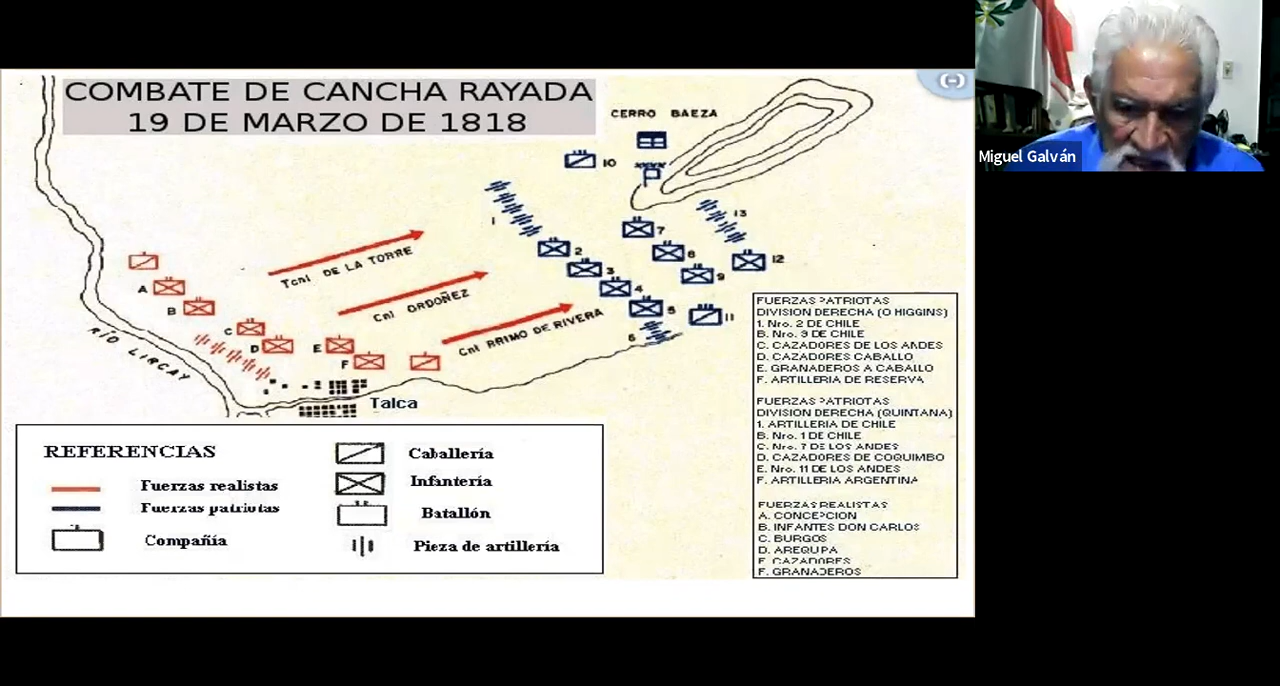 COMBATE DE CANCHA RAYADA
19 DE MARZO DE 1818
CERRO BAEZA
Miguel Galván
10
13
1
7
2
8
12
3
9
4
5
11
6
Tcnl DE LA TORRE
Cnl ORDOÑEZ
Cnl RRIMO DE RIVERA
A
B
C
D
E
F
RÍO LIRCAY
Talca
REFERENCIAS
Fuerzas realistas
Fuerzas patriotas
Compañía
Caballería
Infantería
Batallón
Pieza de artillería
FUERZAS PATRIOTAS
DIVISION DERECHA (O HIGGINS)
1. Nro. 2 DE CHILE
B. Nro. 3 DE CHILE
C. CAZADORES DE LOS ANDES
D. CAZADORES CABALLO
E. GRANADEROS A CABALLO
F. ARTILLERIA DE RESERVA
FUERZAS PATRIOTAS
DIVISION DERECHA (QUINTANA)
1. ARTILLERIA DE CHILE
B. Nro. 1 DE CHILE
C. Nro. 7 DE LOS ANDES
D. CAZADORES DE COQUIMBO
E. Nro. 11 DE LOS ANDES
F. ARTILLERIA ARGENTINA
FUERZAS REALISTAS
A. CONCEPCION
B. INFANTES DON CARLOS
C. BURGOS
D. AREQUPA
E. CAZADORES
F. GRANADEROS